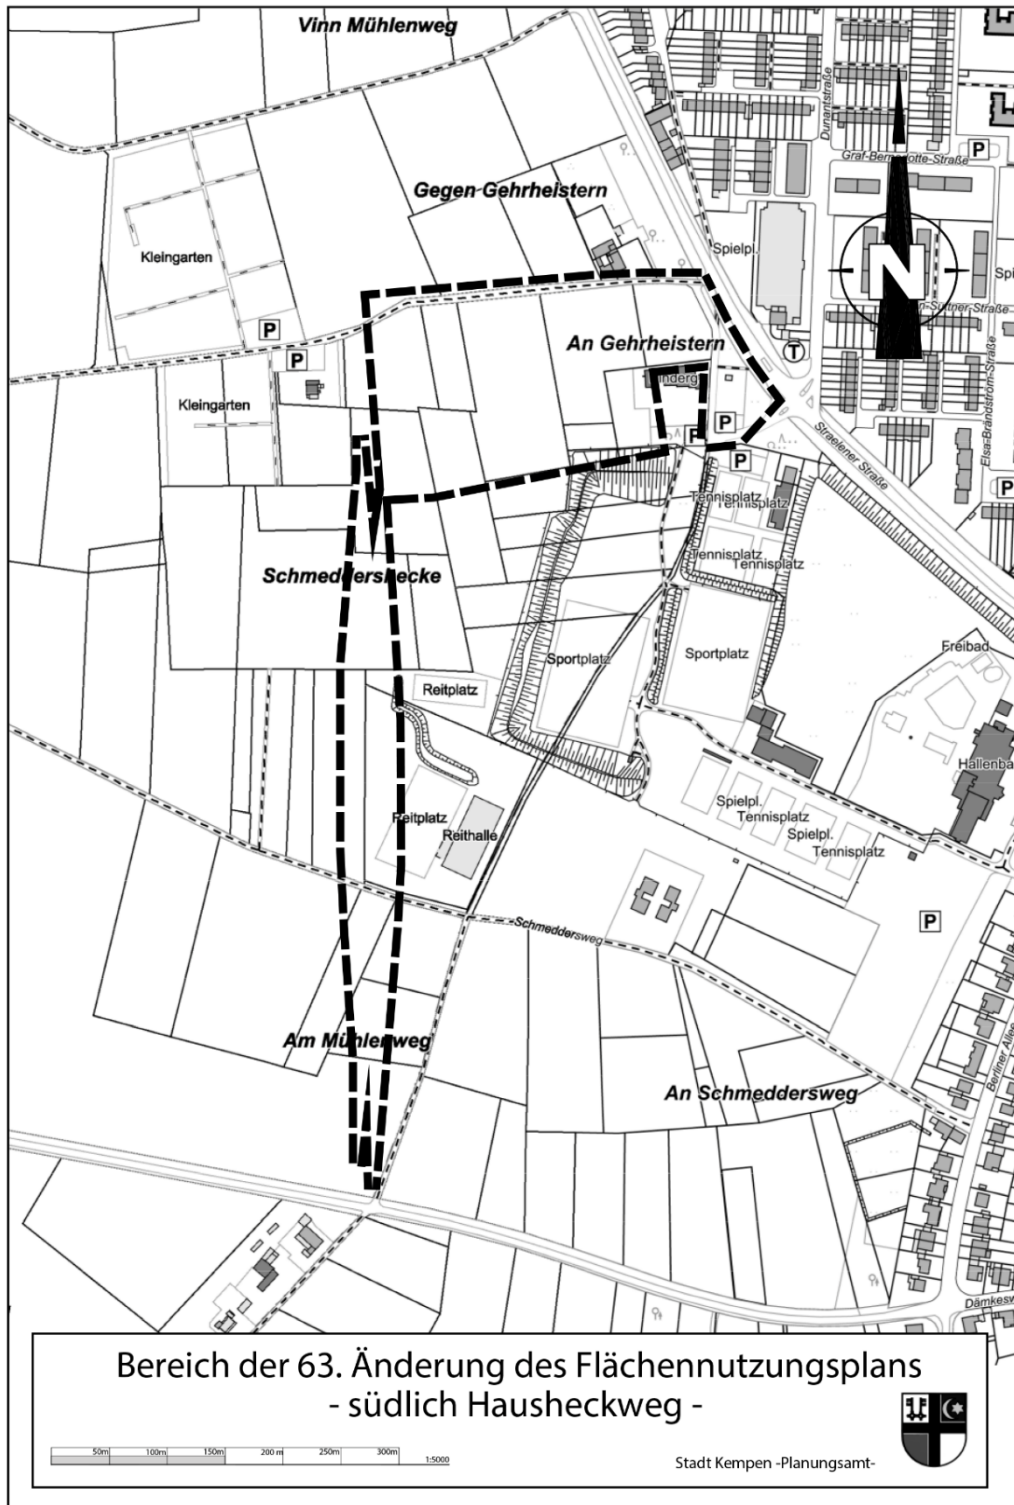 Vinn Mühlenweg
Dunantstraße
P
Graf-Bernadotte-Straße
P
Gegen Gehrheistern
Kleingarten
Spielpl.
N
P
An Gehrheistern
T
P
Kleingarten
Elsa-Brändström-Straße
P
P
P
Straelener Straße
P
Tennisplatz
Tennisplatz
Tennisplatz
Tennisplatz
Schmeddershecke
Freibad
Sportplatz
Sportplatz
Reitplatz
Spielpl.
Tennisplatz
Spielpl.
Tennisplatz
Reitplatz
Reithalle
P
Schmeddersweg
Am Mühlenweg
Berliner Allee
An Schmeddersweg
Bereich der 63. Änderung des Flächennutzungsplans
- südlich Hausheckweg -
50m 100m 150m 200 m 250m 300m
1:5000
Stadt Kempen -Planungsamt-